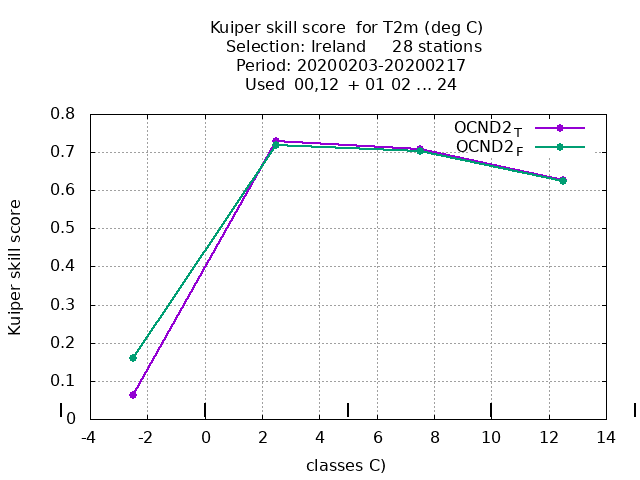 Kuiper skill score for T2m (deg C)
Selection: Ireland 28 stations
Period: 20200203-20200217
Used 00,12 + 01 02 ... 24
OCND2T
OCND2F
Kuiper skill score
0.8
0.7
0.6
0.5
0.4
0.3
0.2
0.1
0
-4 -2 0 2 4 6 8 10 12 14
classes C)